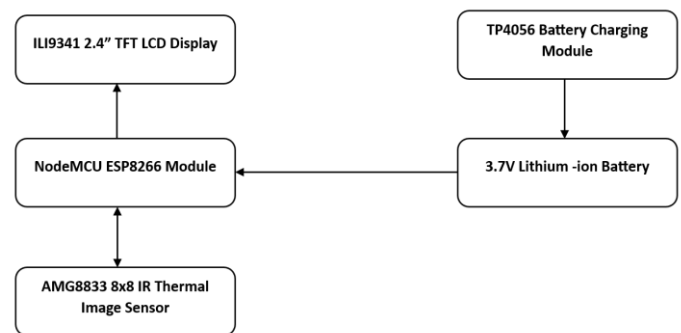 ILI9341 2.4” TFT LCD Display
TP4056 Battery Charging
Module
NodeMCU ESP8266 Module
3.7V Lithium -ion Battery
AMG8833 8x8 IR Thermal
Image Sensor